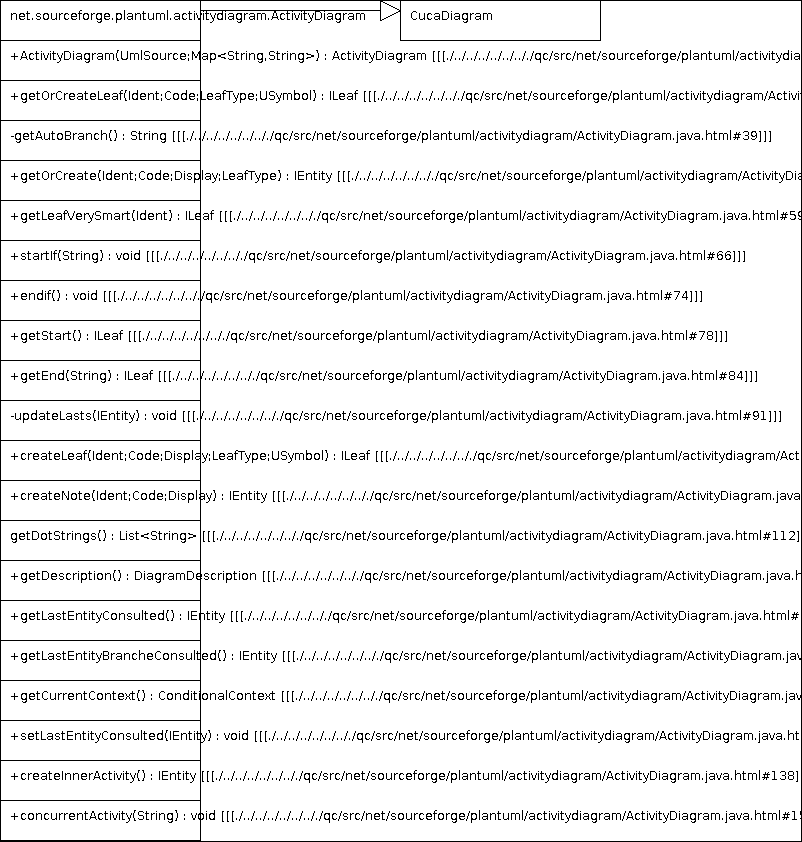 net.sourceforge.plantuml.activitydiagram.ActivityDiagram
CucaDiagram
+ActivityDiagram(UmlSource;Map<String,String>) : ActivityDiagram [[[./../../../../../../../qc/src/net/sourceforge/plantuml/activitydia
+getOrCreateLeaf(Ident;Code;LeafType;USymbol) : ILeaf [[[./../../../../../../../qc/src/net/sourceforge/plantuml/activitydiagram/Activi
-getAutoBranch() : String [[[./../../../../../../../qc/src/net/sourceforge/plantuml/activitydiagram/ActivityDiagram.java.html#39]]]
+getOrCreate(Ident;Code;Display;LeafType) : IEntity [[[./../../../../../../../qc/src/net/sourceforge/plantuml/activitydiagram/ActivityDia
+getLeafVerySmart(Ident) : ILeaf [[[./../../../../../../../qc/src/net/sourceforge/plantuml/activitydiagram/ActivityDiagram.java.html#59
+startIf(String) : void [[[./../../../../../../../qc/src/net/sourceforge/plantuml/activitydiagram/ActivityDiagram.java.html#66]]]
+endif() : void [[[./../../../../../../../qc/src/net/sourceforge/plantuml/activitydiagram/ActivityDiagram.java.html#74]]]
+getStart() : ILeaf [[[./../../../../../../../qc/src/net/sourceforge/plantuml/activitydiagram/ActivityDiagram.java.html#78]]]
+getEnd(String) : ILeaf [[[./../../../../../../../qc/src/net/sourceforge/plantuml/activitydiagram/ActivityDiagram.java.html#84]]]
-updateLasts(IEntity) : void [[[./../../../../../../../qc/src/net/sourceforge/plantuml/activitydiagram/ActivityDiagram.java.html#91]]]
+createLeaf(Ident;Code;Display;LeafType;USymbol) : ILeaf [[[./../../../../../../../qc/src/net/sourceforge/plantuml/activitydiagram/Act
+createNote(Ident;Code;Display) : IEntity [[[./../../../../../../../qc/src/net/sourceforge/plantuml/activitydiagram/ActivityDiagram.java
getDotStrings() : List<String> [[[./../../../../../../../qc/src/net/sourceforge/plantuml/activitydiagram/ActivityDiagram.java.html#112]
+getDescription() : DiagramDescription [[[./../../../../../../../qc/src/net/sourceforge/plantuml/activitydiagram/ActivityDiagram.java.h
+getLastEntityConsulted() : IEntity [[[./../../../../../../../qc/src/net/sourceforge/plantuml/activitydiagram/ActivityDiagram.java.html#
+getLastEntityBrancheConsulted() : IEntity [[[./../../../../../../../qc/src/net/sourceforge/plantuml/activitydiagram/ActivityDiagram.jav
+getCurrentContext() : ConditionalContext [[[./../../../../../../../qc/src/net/sourceforge/plantuml/activitydiagram/ActivityDiagram.jav
+setLastEntityConsulted(IEntity) : void [[[./../../../../../../../qc/src/net/sourceforge/plantuml/activitydiagram/ActivityDiagram.java.ht
+createInnerActivity() : IEntity [[[./../../../../../../../qc/src/net/sourceforge/plantuml/activitydiagram/ActivityDiagram.java.html#138]
+concurrentActivity(String) : void [[[./../../../../../../../qc/src/net/sourceforge/plantuml/activitydiagram/ActivityDiagram.java.html#15